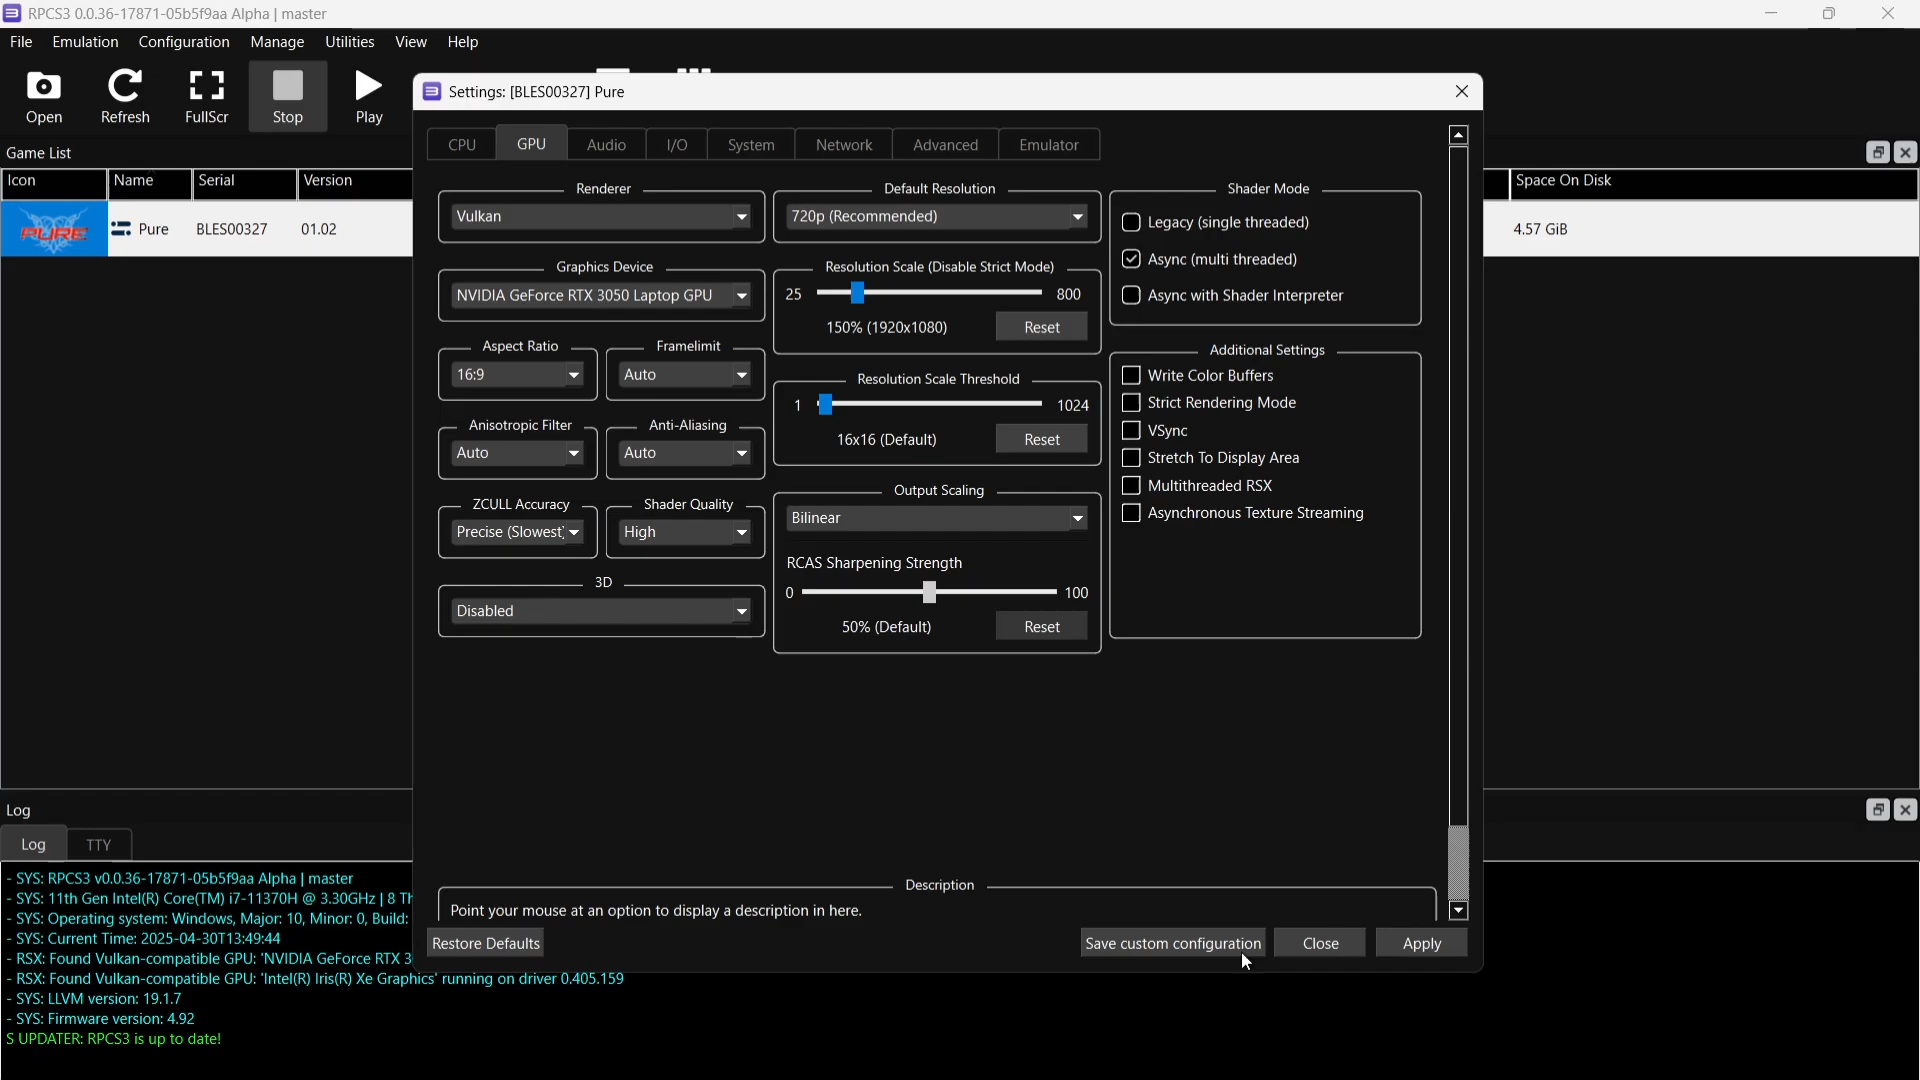 RPCS3 0.0.36-17871-05b5f9aa Alpha | master
File Emulation Configuration Manage Utilities View Help
Open Refresh FullScr Stop Play
Game List
Icon Name Serial Version Space On Disk
PURE Pure BLES00327 01.02 4.57 GiB
Settings: [BLES00327] Pure
CPU GPU Audio I/O System Network Advanced Emulator
Renderer
Vulkan
Graphics Device
NVIDIA GeForce RTX 3050 Laptop GPU
Aspect Ratio Framelimit
16:9 Auto
Anisotropic Filter Anti-Aliasing
Auto Auto
ZCULL Accuracy Shader Quality
Precise (Slowest) High
3D
Disabled
Default Resolution
720p (Recommended)
Resolution Scale (Disable Strict Mode)
25 800
150% (1920x1080) Reset
Resolution Scale Threshold
1 1024
16x16 (Default) Reset
Output Scaling
Bilinear
RCAS Sharpening Strength
0 100
50% (Default) Reset
Shader Mode
Legacy (single threaded)
Async (multi threaded)
Async with Shader Interpreter
Additional Settings
Write Color Buffers
Strict Rendering Mode
VSync
Stretch To Display Area
Multithreaded RSX
Asynchronous Texture Streaming
Description
Point your mouse at an option to display a description in here.
Restore Defaults Save custom configuration Close Apply
Log
Log TTY
- SYS: RPCS3 v0.0.36-17871-05b5f9aa Alpha | master
- SYS: 11th Gen Intel(R) Core(TM) i7-11370H @ 3.30GHz | 8 Th
- SYS: Operating system: Windows, Major: 10, Minor: 0, Build:
- SYS: Current Time: 2025-04-30T13:49:44
- RSX: Found Vulkan-compatible GPU: 'NVIDIA GeForce RTX 3
- RSX: Found Vulkan-compatible GPU: 'Intel(R) Iris(R) Xe Graphics' running on driver 0.405.159
- SYS: LLVM version: 19.1.7
- SYS: Firmware version: 4.92
S UPDATER: RPCS3 is up to date!